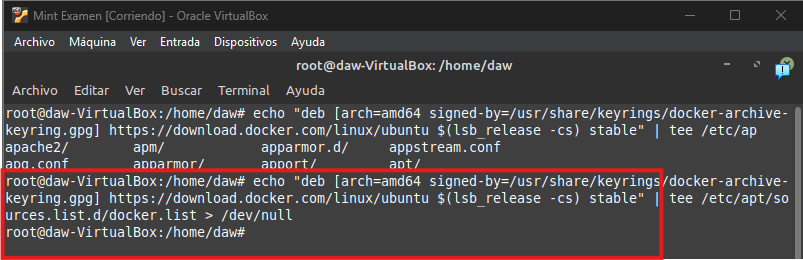 Mint Examen [Corriendo] - Oracle VirtualBox
Archivo Máquina Ver Entrada Dispositivos Ayuda
root@daw-VirtualBox: /home/daw
Archivo Editar Ver Buscar Terminal Ayuda
root@daw-VirtualBox:/home/daw# echo "deb [arch=amd64 signed-by=/usr/share/keyrings/docker-archive-
keyring.gpg] https://download.docker.com/linux/ubuntu $(lsb_release -cs) stable" | tee /etc/ap
apache2/ apm/ apparmor.d/ appstream.conf
apg.conf apparmor/ apport/ apt/
root@daw-VirtualBox:/home/daw# echo "deb [arch=amd64 signed-by=/usr/share/keyrings/docker-archive-
keyring.gpg] https://download.docker.com/linux/ubuntu $(lsb_release -cs) stable" | tee /etc/apt/so
urces.list.d/docker.list > /dev/null
root@daw-VirtualBox:/home/daw#